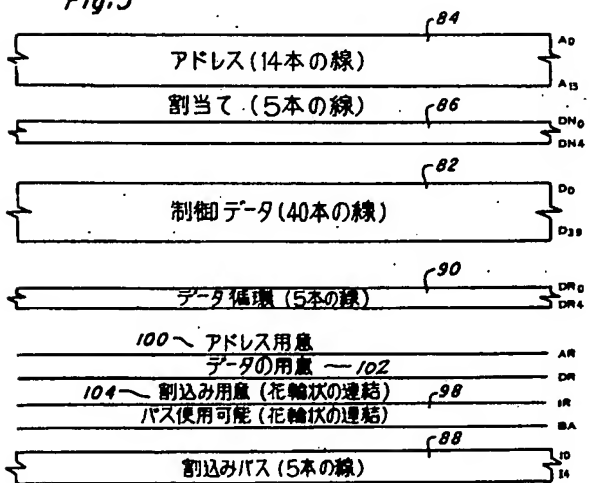 Fig.5
84
アドレス(14本の線)
A0
A13
割当て(5本の線)
86
DN0
DN4
82
制御データ(40本の線)
D0
D39
90
データ循環(5本の線)
DR0
DR4
100 アドレス用意
AR
データの用意 102
DR
104 割込み用意(花輪状の連結)
98
IR
バス使用可能(花輪状の連結)
BA
88
割込みバス(5本の線)
I0
I4